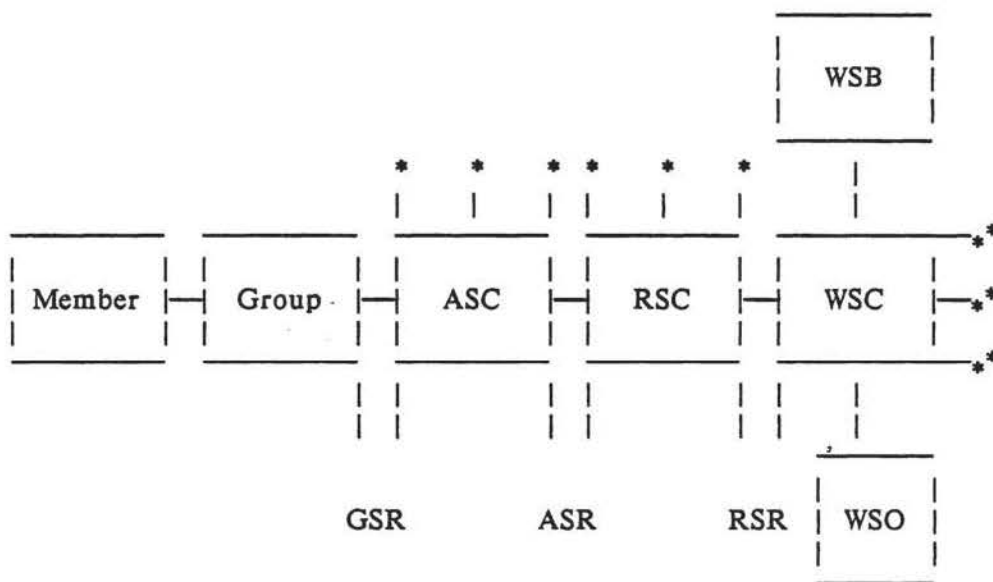 WSB
* * * * * *
**
Member Group ASC RSC WSC
**
**
GSR ASR RSR WSO